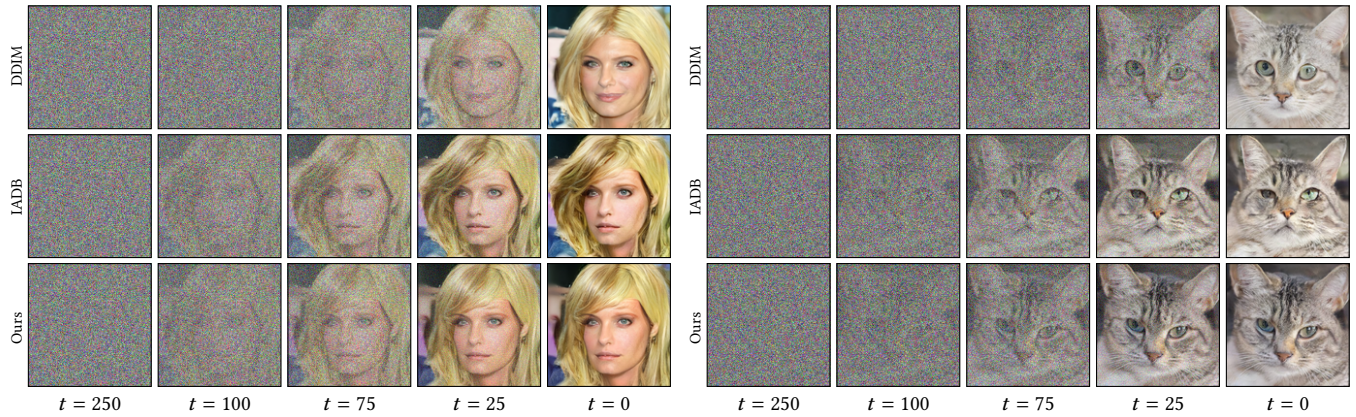 DDIM
DDIM
IADB
IADB
Ours
Ours
t = 250 t = 100 t = 75 t = 25 t = 0 t = 250 t = 100 t = 75 t = 25 t = 0